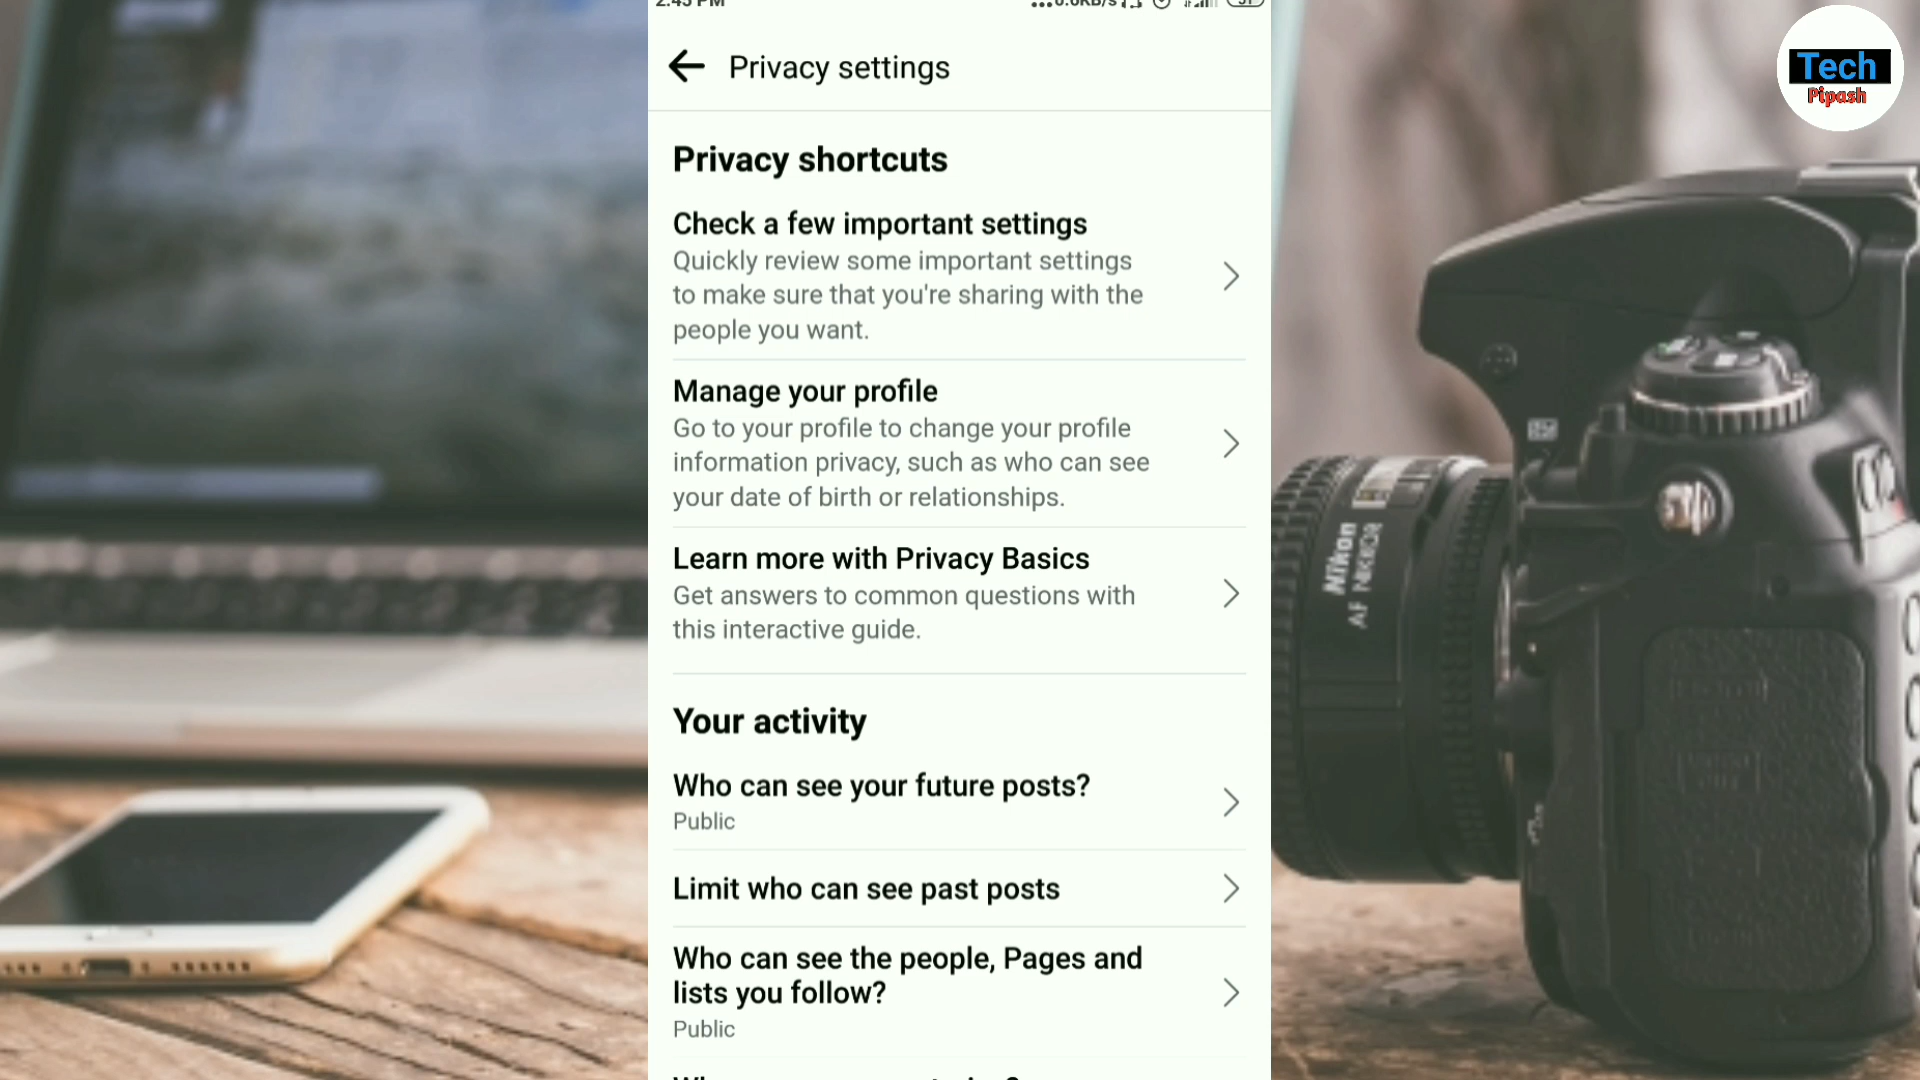 Privacy settings
Tech
Pipash
Privacy shortcuts
Check a few important settings
Quickly review some important settings
to make sure that you're sharing with the
people you want.
Manage your profile
Go to your profile to change your profile
information privacy, such as who can see
your date of birth or relationships.
Learn more with Privacy Basics
Get answers to common questions with
this interactive guide.
Your activity
Who can see your future posts?
Public
Limit who can see past posts
Who can see the people, Pages and
lists you follow?
Public
Nikon
AF NIKKOR